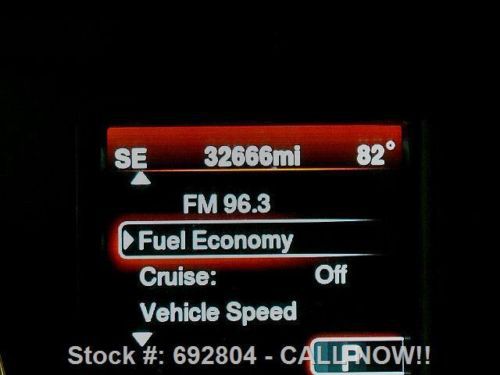 SE 32666mi 82°
FM 96.3
Fuel Economy
Cruise: Off
Vehicle Speed
P
Stock #: 692804 - CALL NOW!!